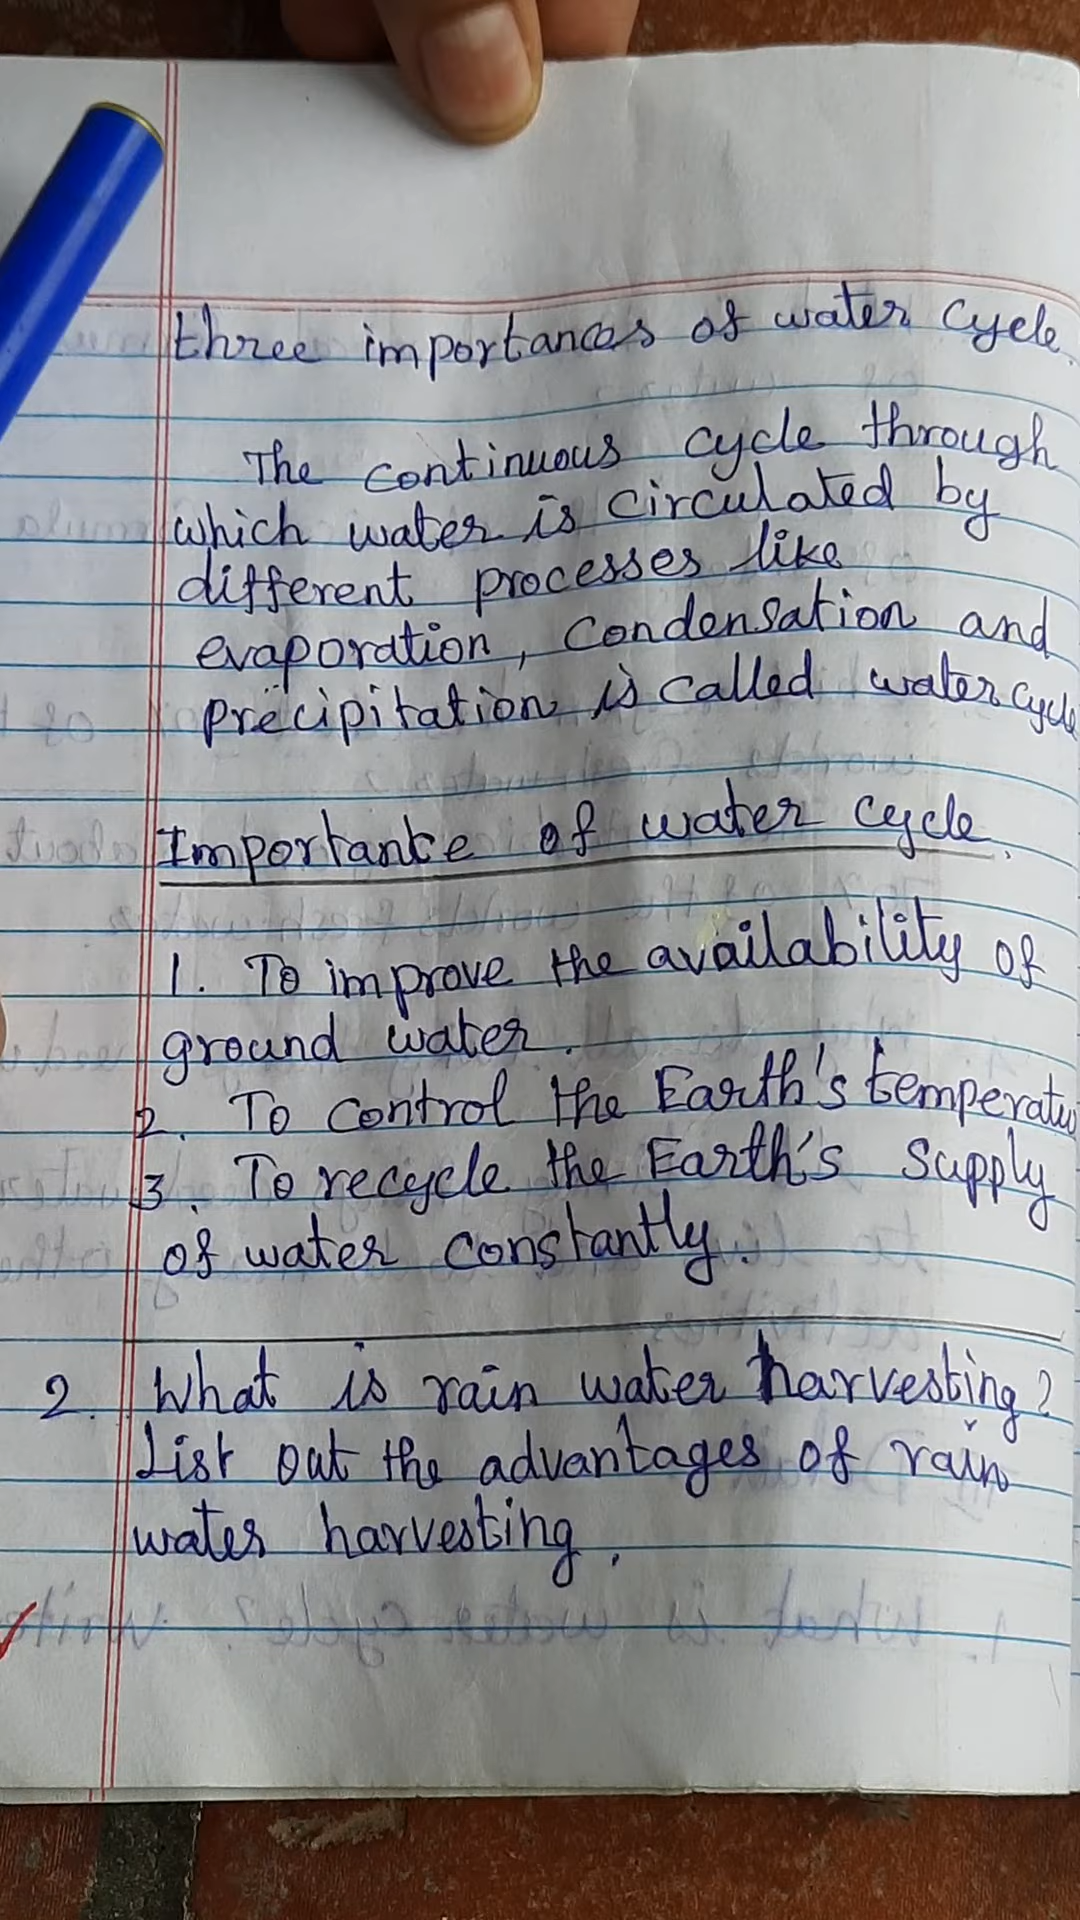 three importances of water cycle.
The continuous cycle through
which water is circulated by
different processes like
evaporation, condensation and
precipitation is called water cycle
Importance of water cycle.
1. To improve the availability of
ground water.
2. To control the Earth's temperatu
3. To recycle the Earth's supply
of water constantly.
2. What is rain water harvesting?
List out the advantages of rain
water harvesting.